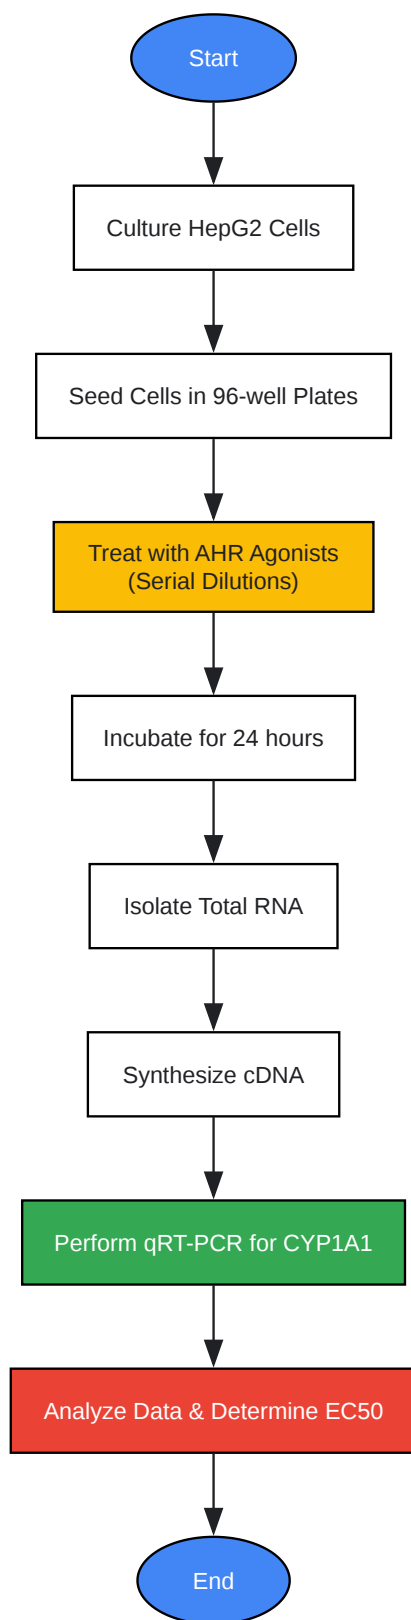 Start
Culture HepG2 Cells
Seed Cells in 96-well Plates
Treat with AHR Agonists
(Serial Dilutions)
Incubate for 24 hours
Isolate Total RNA
Synthesize cDNA
Perform qRT-PCR for CYP1A1
Analyze Data & Determine EC50
End